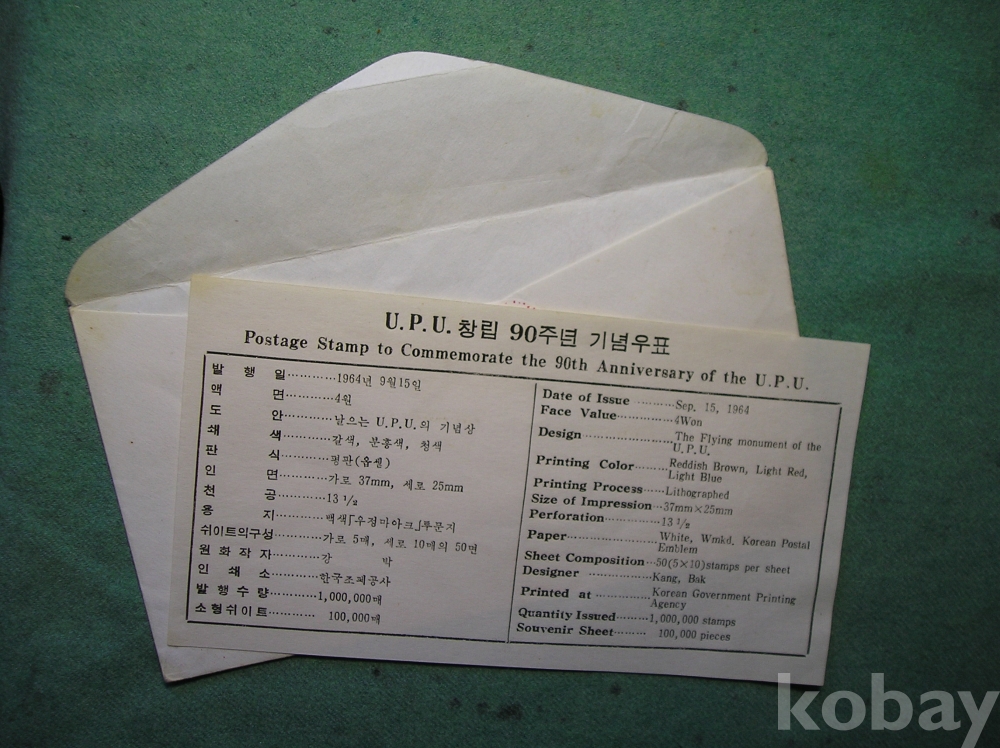 U.P.U. 창립 90주년 기념우표
Postage Stamp to Commemorate the 90th Anniversary of the U.P.U.
발행일…………1964년 9월15일
액면…………4원
도안…………날으는 U.P.U.의 기념상
쇄색…………갈색, 분홍색, 청색
판식…………평판(옵셑)
인면…………가로 37mm, 세로 25mm
천공…………13 1/2
용지…………백색「우정마아크」투문지
쉬이트의구성…………가로 5매, 세로 10매의 50면
원화작자…………강 박
인쇄소…………한국조폐공사
발행수량…………1,000,000매
소형쉬이트………… 100,000매
Date of Issue ………Sep. 15, 1964
Face Value…………4Won
Design……………………The Flying monument of the
U.P.U.
Printing Color………Reddish Brown, Light Red,
Light Blue
Printing Process……Lithographed
Size of Impression…37mm×25mm
Perforation……………13 1/2
Paper……………………White, Wmkd. Korean Postal
Emblem
Sheet Composition…50(5×10)stamps per sheet
Designer ……………Kang, Bak
Printed at ……………Korean Government Printing
Agency
Quantity Issued………1,000,000 stamps
Souvenir Sheet……… 100,000 pieces
kobay